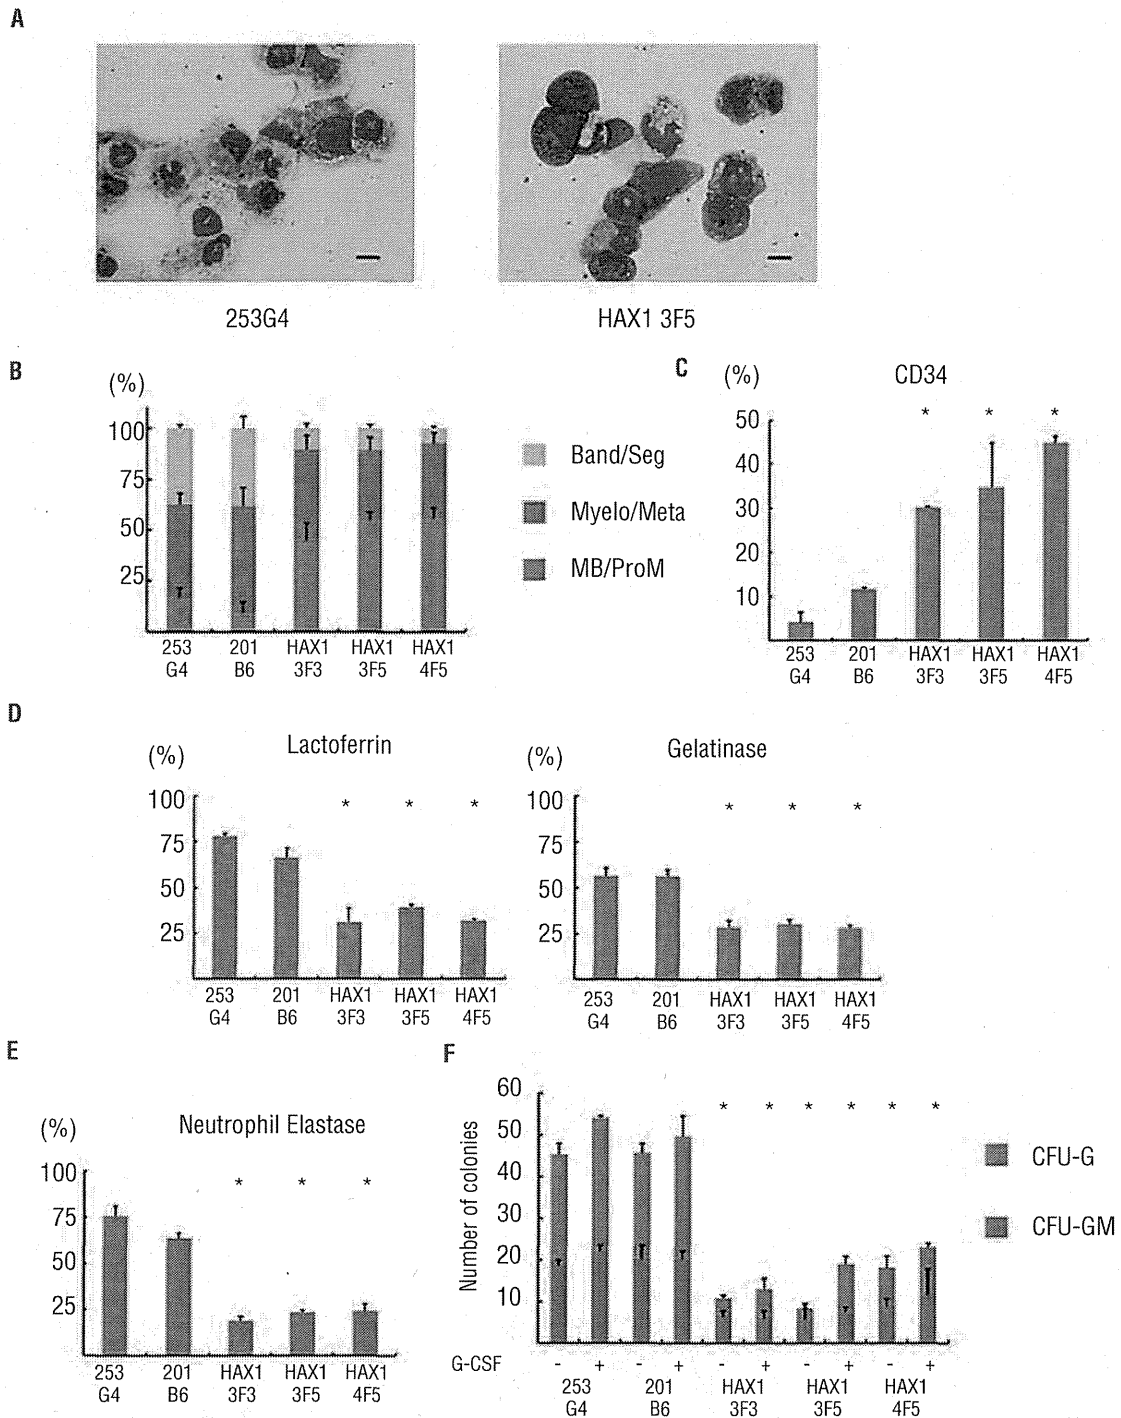 A
253G4
HAX1 3F5
B
(%)
100
75
50
25
253
G4
201
B6
HAX1
3F3
HAX1
3F5
HAX1
4F5
Band/Seg
Myelo/Meta
MB/ProM
C
(%)
CD34
* * *
50
40
30
20
10
253
G4
201
B6
HAX1
3F3
HAX1
3F5
HAX1
4F5
D
(%)
Lactoferrin
* * *
100
75
50
25
253
G4
201
B6
HAX1
3F3
HAX1
3F5
HAX1
4F5
(%)
Gelatinase
* * *
100
75
50
25
253
G4
201
B6
HAX1
3F3
HAX1
3F5
HAX1
4F5
E
(%)
Neutrophil Elastase
* * *
100
75
50
25
253
G4
201
B6
HAX1
3F3
HAX1
3F5
HAX1
4F5
F
Number of colonies
60
50
40
30
20
10
* * * * * *
G-CSF - + - + - + - + - +
253
G4
201
B6
HAX1
3F3
HAX1
3F5
HAX1
4F5
CFU-G
CFU-GM